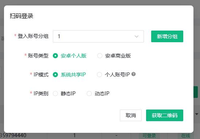 扫码登录
* 登入账号分组 1 新增分组
* 账号类型 安卓个人版 安卓商业版
* IP模式 系统共享IP 个人账号IP
* IP类别 静态IP 动态IP
取消 获取二维码